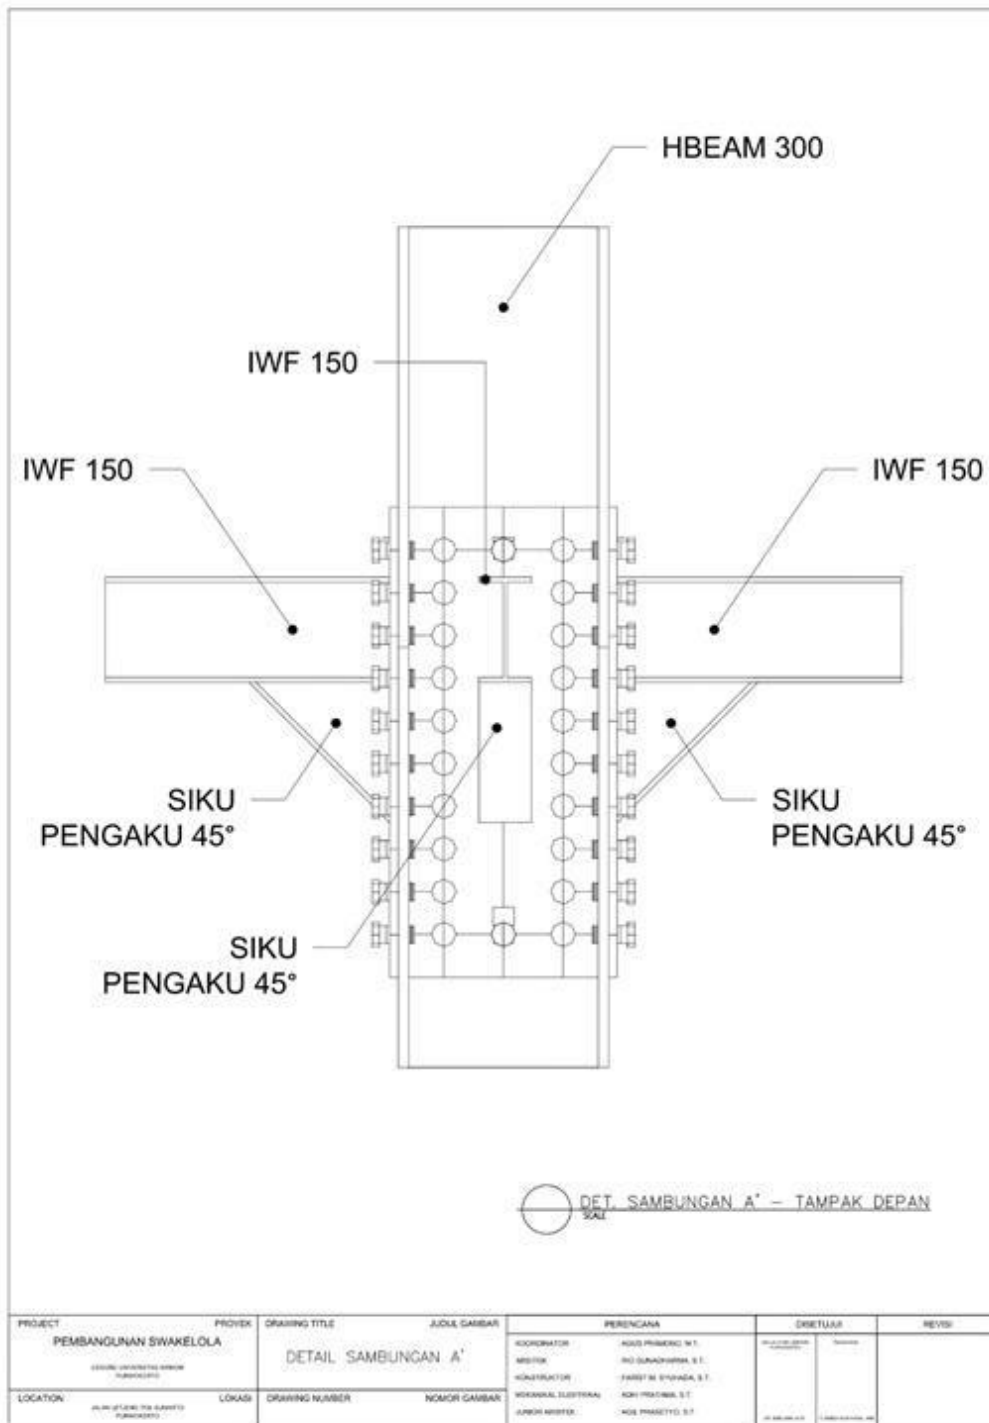 HBEAM 300
IWF 150
IWF 150
IWF 150
SIKU
PENGAKU 45°
SIKU
PENGAKU 45°
SIKU
PENGAKU 45°
DET. SAMBUNGAN A' - TAMPAK DEPAN
SCALE
PROJECT PROYEK
PEMBANGUNAN SWAKELOLA
LOCATION LOKASI
DRAWING TITLE JUDUL GAMBAR
DETAIL SAMBUNGAN A'
DRAWING NUMBER NOMOR GAMBAR
PERENCANA
KOORDINATOR
ARSITEK
KONSTRUKTOR
MEKANIKAL ELEKTRIKAL
JUNIOR ARSITEK
DISETUJUI
REVISI